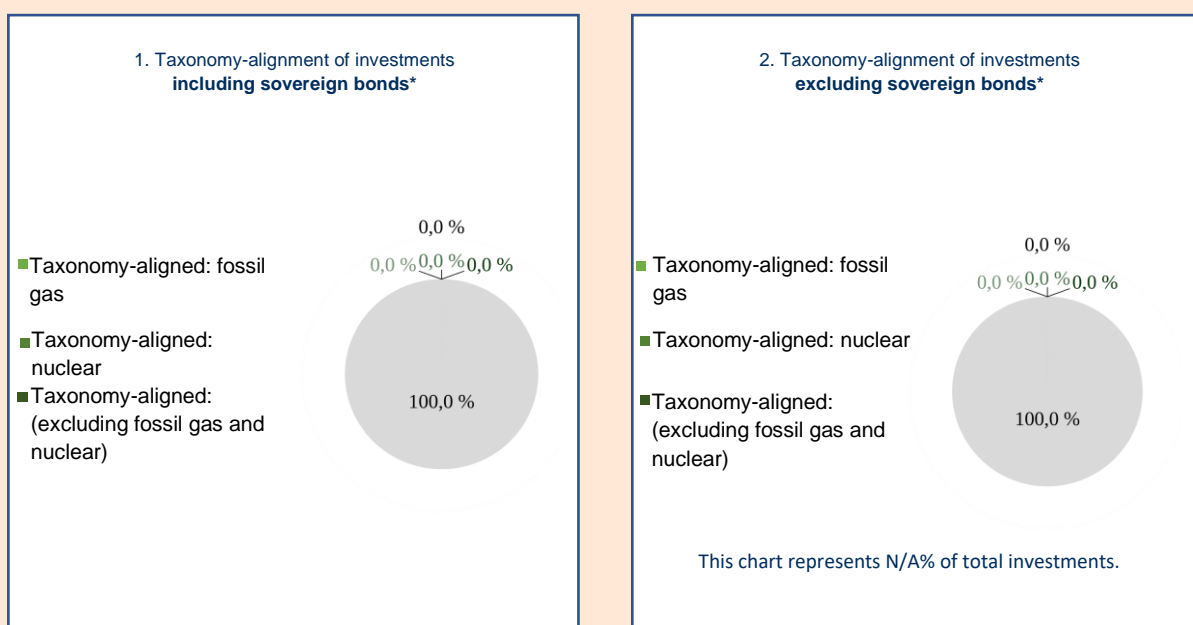 1. Taxonomy-alignment of investments
including sovereign bonds*
0,0 %
0,0 % 0,0 % 0,0 %
Taxonomy-aligned: fossil
gas
Taxonomy-aligned:
nuclear
Taxonomy-aligned:
(excluding fossil gas and
nuclear)
100,0 %
2. Taxonomy-alignment of investments
excluding sovereign bonds*
0,0 %
0,0 % 0,0 % 0,0 %
Taxonomy-aligned: fossil
gas
Taxonomy-aligned: nuclear
Taxonomy-aligned:
(excluding fossil gas and
nuclear)
100,0 %
This chart represents N/A% of total investments.